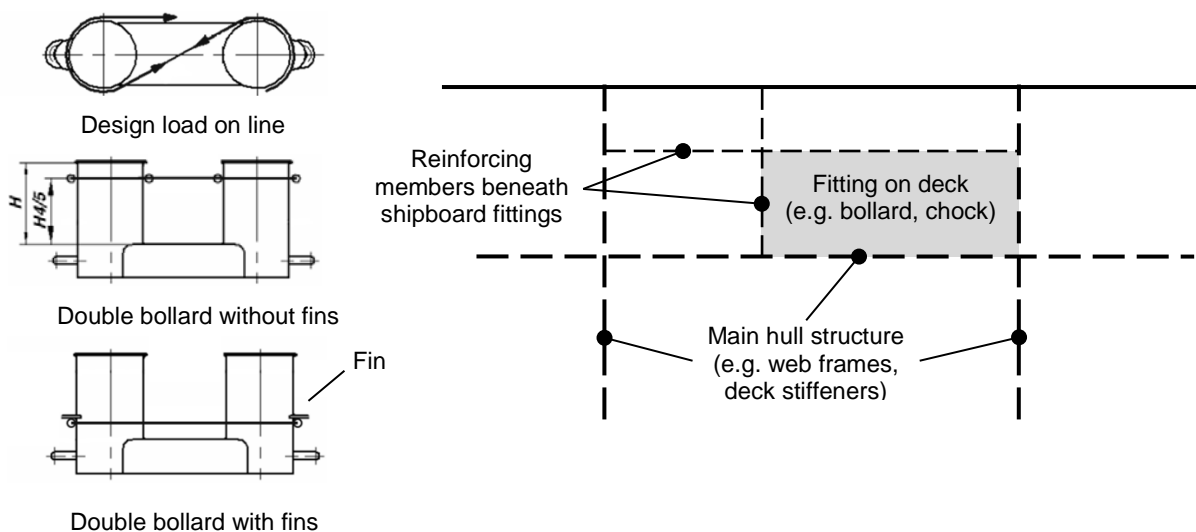 Design load on line
H
H4/5
Double bollard without fins
Fin
Double bollard with fins
Reinforcing
members beneath
shipboard fittings
Fitting on deck
(e.g. bollard, chock)
Main hull structure
(e.g. web frames,
deck stiffeners)